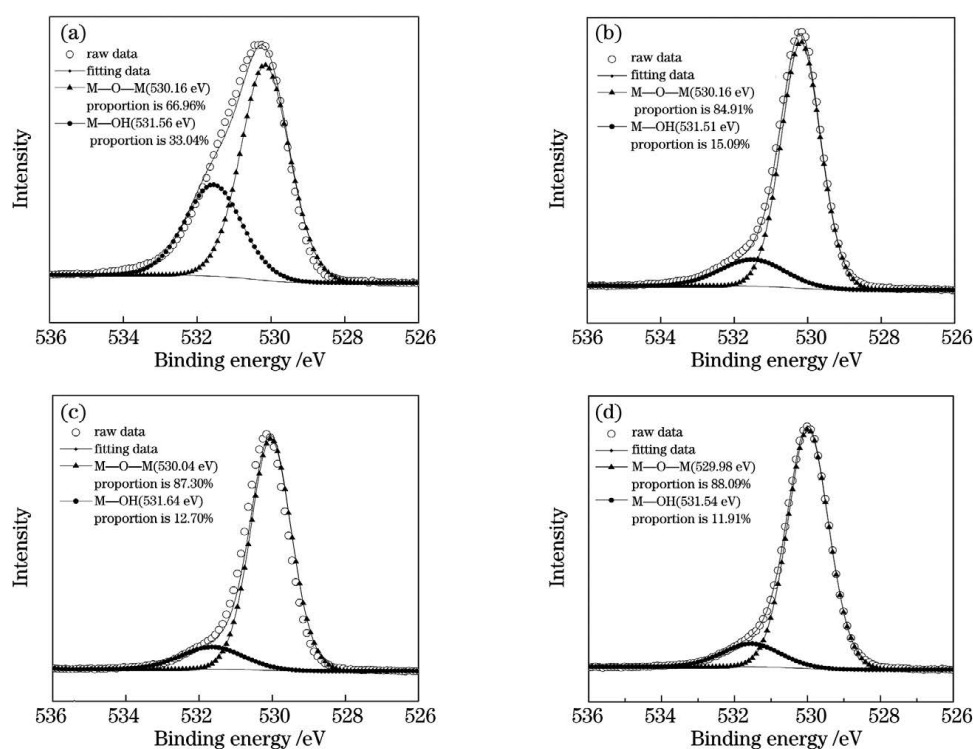 (a)
raw data
fitting data
M—O—M(530.16 eV)
proportion is 66.96%
M—OH(531.56 eV)
proportion is 33.04%
Intensity
536 534 532 530 528 526
Binding energy /eV
(b)
raw data
fitting data
M—O—M(530.16 eV)
proportion is 84.91%
M—OH(531.51 eV)
proportion is 15.09%
Intensity
536 534 532 530 528 526
Binding energy /eV
(c)
raw data
fitting data
M—O—M(530.04 eV)
proportion is 87.30%
M—OH(531.64 eV)
proportion is 12.70%
Intensity
536 534 532 530 528 526
Binding energy /eV
(d)
raw data
fitting data
M—O—M(529.98 eV)
proportion is 88.09%
M—OH(531.54 eV)
proportion is 11.91%
Intensity
536 534 532 530 528 526
Binding energy /eV